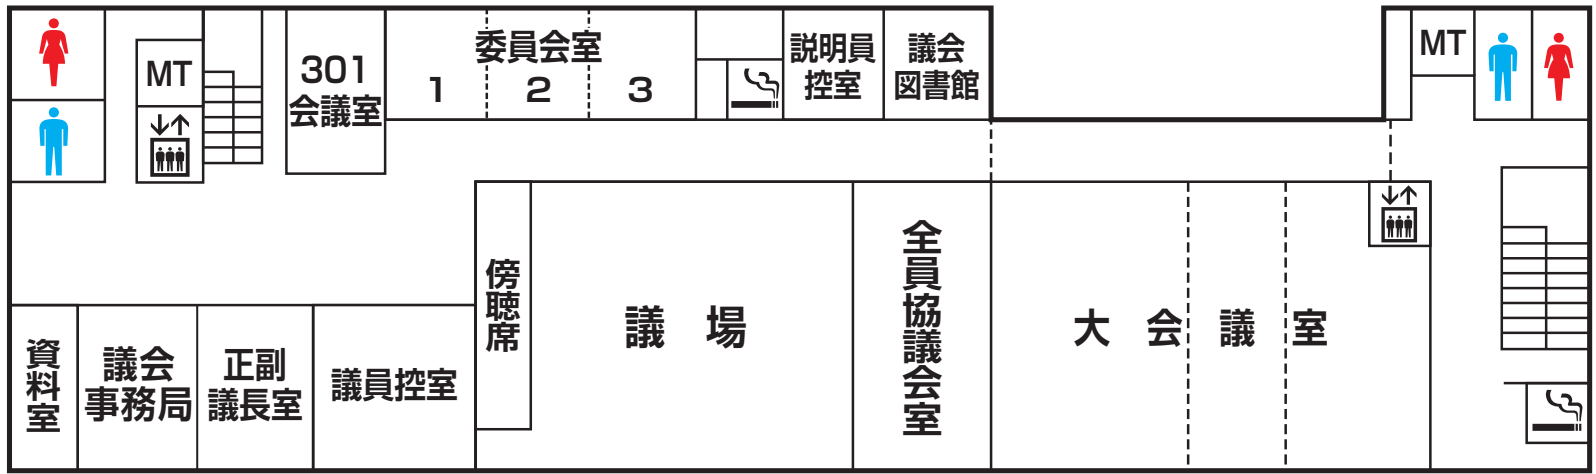 MT
301
会議室
委員会室
1
2
3
説明員
控室
議会
図書館
MT
傍聴席
議場
全員協議会室
大会議室
資料室
議会
事務局
正副
議長室
議員控室